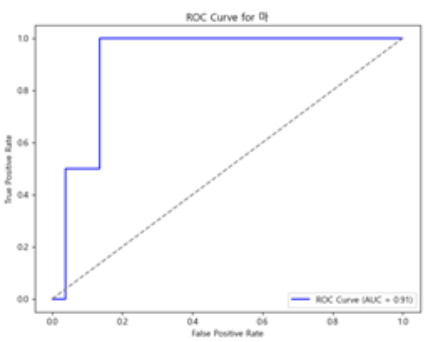 ROC Curve for 마
1.0
0.8
0.6
0.4
0.2
0.0
True Positive Rate
0.0 0.2 0.4 0.6 0.8 1.0
False Positive Rate
ROC Curve (AUC = 0.91)